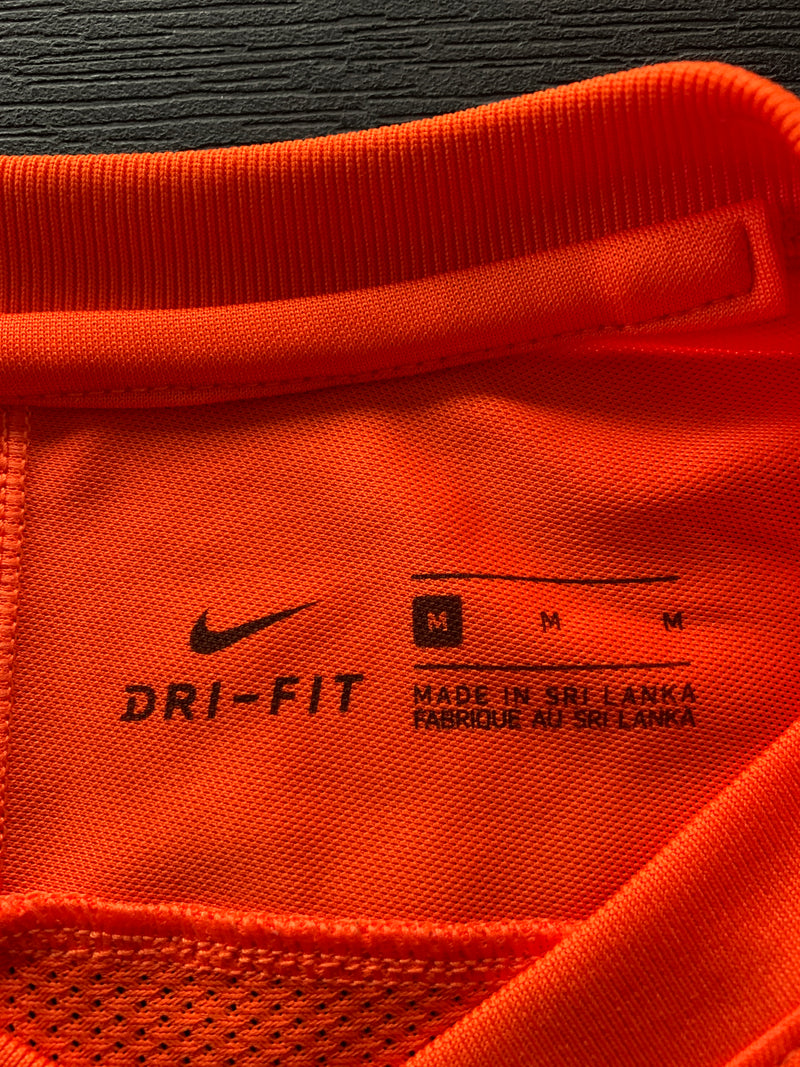 DRI-FIT
M M M
MADE IN SRI LANKA
FABRIQUE AU SRI LANKA